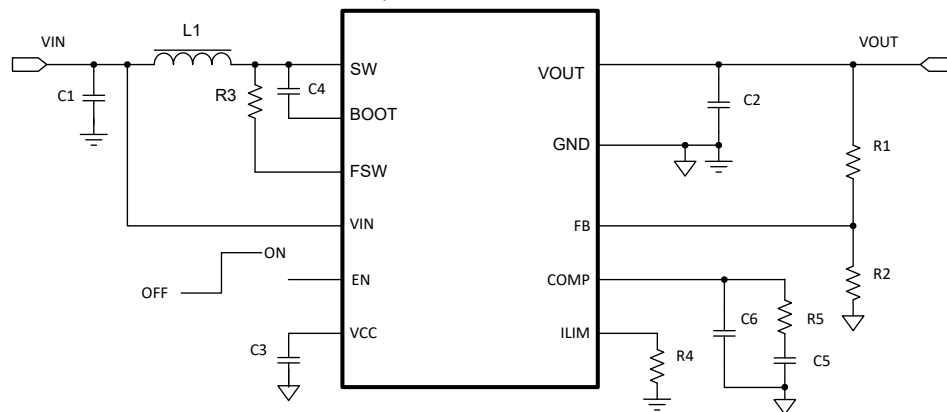 VIN
L1
VOUT
C1
R3
C4
SW
BOOT
FSW
VIN
EN
VCC
VOUT
GND
FB
COMP
ILIM
C2
R1
R2
OFF
ON
C3
C6
R5
C5
R4